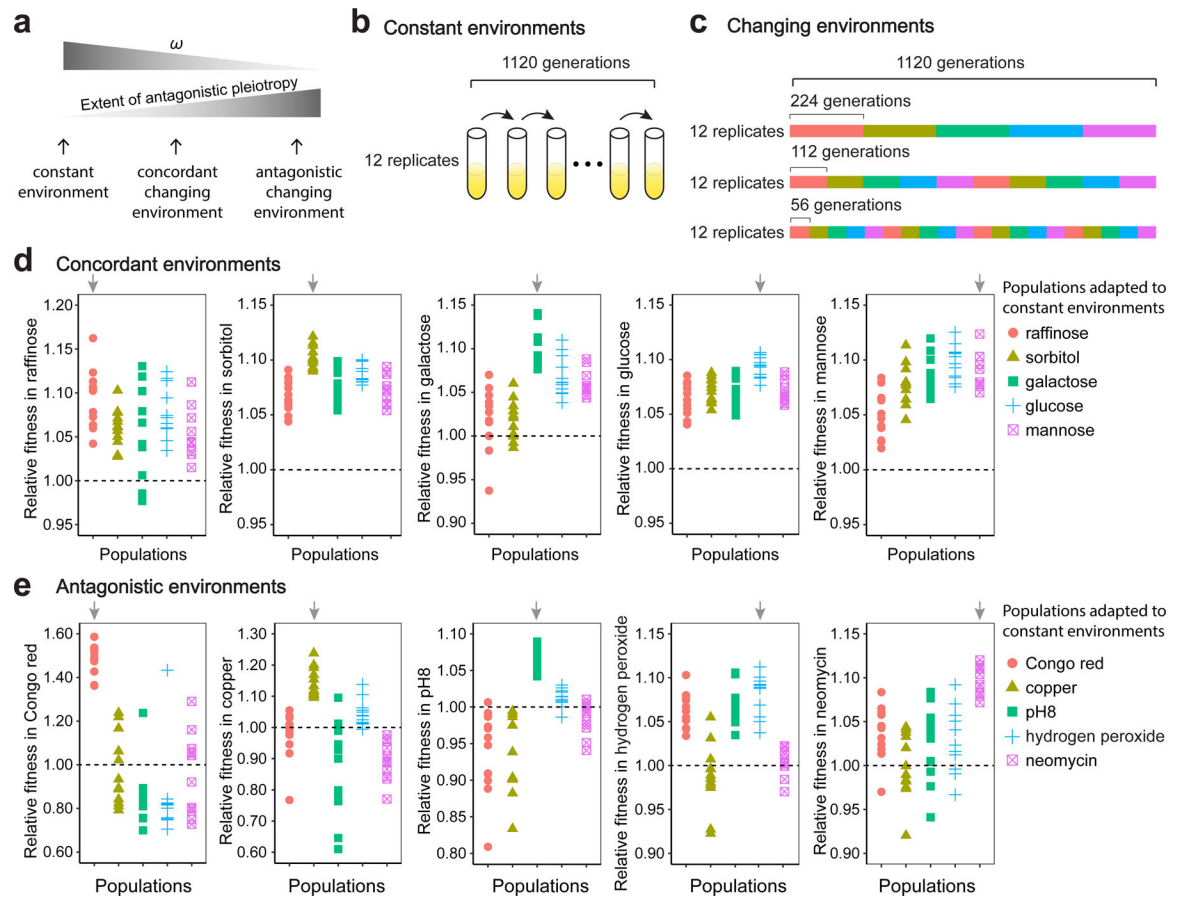 a
ω
Extent of antagonistic pleiotropy
constant
environment
concordant
changing
environment
antagonistic
changing
environment
b Constant environments
1120 generations
12 replicates
c Changing environments
1120 generations
224 generations
12 replicates
112 generations
12 replicates
56 generations
12 replicates
d Concordant environments
Relative fitness in raffinose
1.20
1.15
1.10
1.05
1.00
0.95
Populations
Relative fitness in sorbitol
1.15
1.10
1.05
1.00
0.95
Populations
Relative fitness in galactose
1.15
1.10
1.05
1.00
0.95
0.90
Populations
Relative fitness in glucose
1.15
1.10
1.05
1.00
0.95
Populations
Relative fitness in mannose
1.15
1.10
1.05
1.00
0.95
Populations
Populations adapted to
constant environments
raffinose
sorbitol
galactose
glucose
mannose
e Antagonistic environments
Relative fitness in Congo red
1.60
1.40
1.20
1.00
0.80
0.60
Populations
Relative fitness in copper
1.30
1.20
1.10
1.00
0.90
0.80
0.70
0.60
Populations
Relative fitness in pH8
1.10
1.05
1.00
0.95
0.90
0.85
0.80
Populations
Relative fitness in hydrogen peroxide
1.15
1.10
1.05
1.00
0.95
0.90
Populations
Relative fitness in neomycin
1.15
1.10
1.05
1.00
0.95
0.90
Populations
Populations adapted to
constant environments
Congo red
copper
pH8
hydrogen peroxide
neomycin